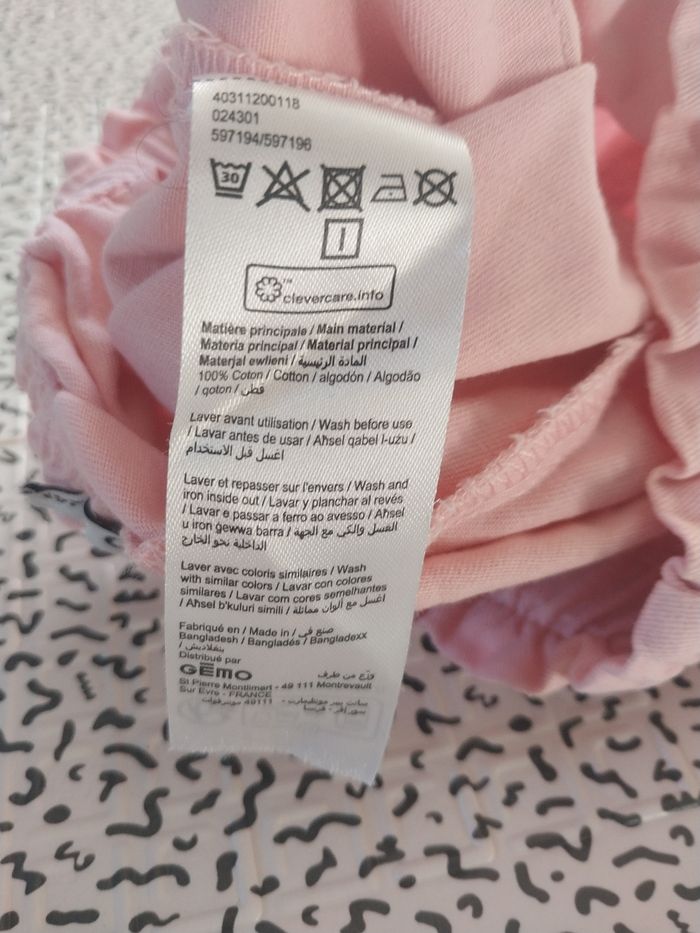 40311200118
024301
597194/597196
30
clevercare.info
Matière principale / Main material /
Materia principal / Material principal /
Materjal ewlieni / المادة الرئيسية
100% Coton / Cotton / algodón / Algodão
/ qoton / قطن
Laver avant utilisation / Wash before use
/ Lavar antes de usar / Aħsel qabel l-użu /
اغسل قبل الاستخدام
Laver et repasser sur l'envers / Wash and
iron inside out / Lavar y planchar al revés
/ Lavar e passar a ferro ao avesso / Aħsel
u iron ġewwa barra / الغسل والكي مع الجهة
الداخلية نحو الخارج
Laver avec coloris similaires / Wash
with similar colors / Lavar con colores
similares / Lavar com cores semelhantes
/ Aħsel b'kuluri simili / اغسل مع ألوان مماثلة
Fabriqué en / Made in / صنع في
Bangladesh / Bangladés / Bangladexx
/ بنغلاديش
Distribué par
GĒMO
وزّع من طرف
St Pierre Montlimart - 49 111 Montrevault
Sur Evre - FRANCE
49111